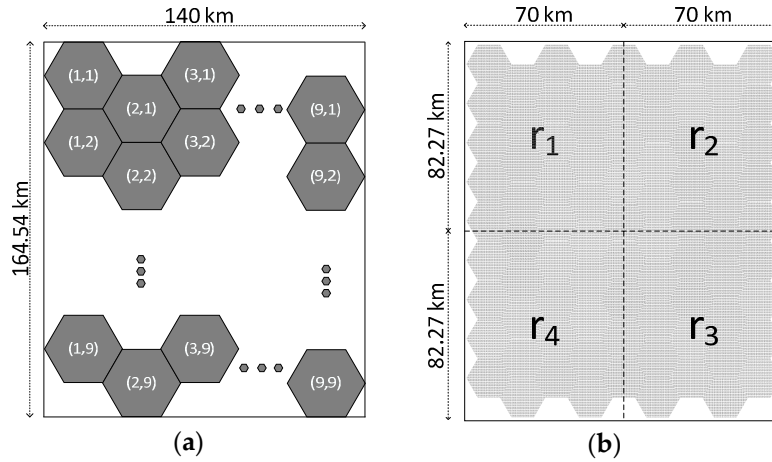 140 km
70 km 70 km
164.54 km
(1,1) (3,1)
(2,1) (9,1)
(1,2) (3,2)
(2,2) (9,2)
(1,9) (3,9)
(2,9) (9,9)
82.27 km
82.27 km
r1 r2
r4 r3
(a) (b)